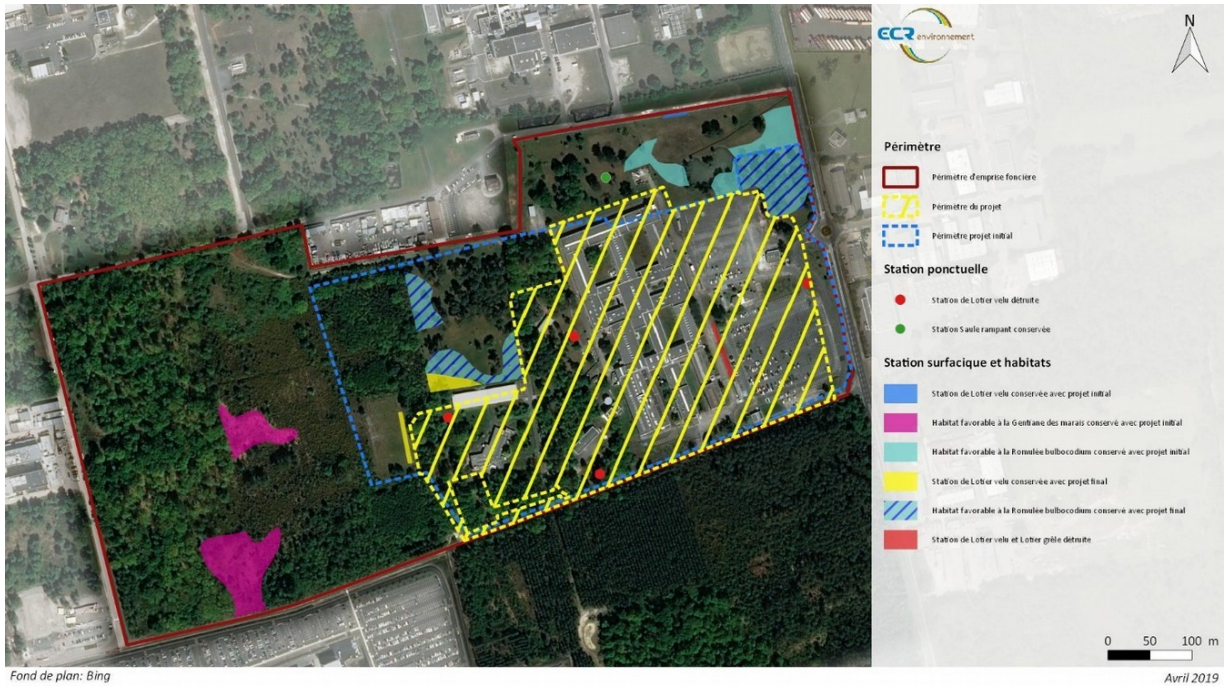 ECR environnement
N
Périmètre
Périmètre d'emprise foncière
Périmètre du projet
Périmètre projet initial
Station ponctuelle
Station de Lotier velu détruite
Station Saule rampant conservée
Station surfacique et habitats
Station de Lotier velu conservée avec projet initial
Habitat favorable à la Gentiane des marais conservé avec projet initial
Habitat favorable à la Romulée bulbocodium conservé avec projet initial
Station de Lotier velu conservée avec projet final
Habitat favorable à la Romulée bulbocodium conservé avec projet final
Station de Lotier velu et Lotier grêle détruite
0 50 100 m
Fond de plan: Bing
Avril 2019